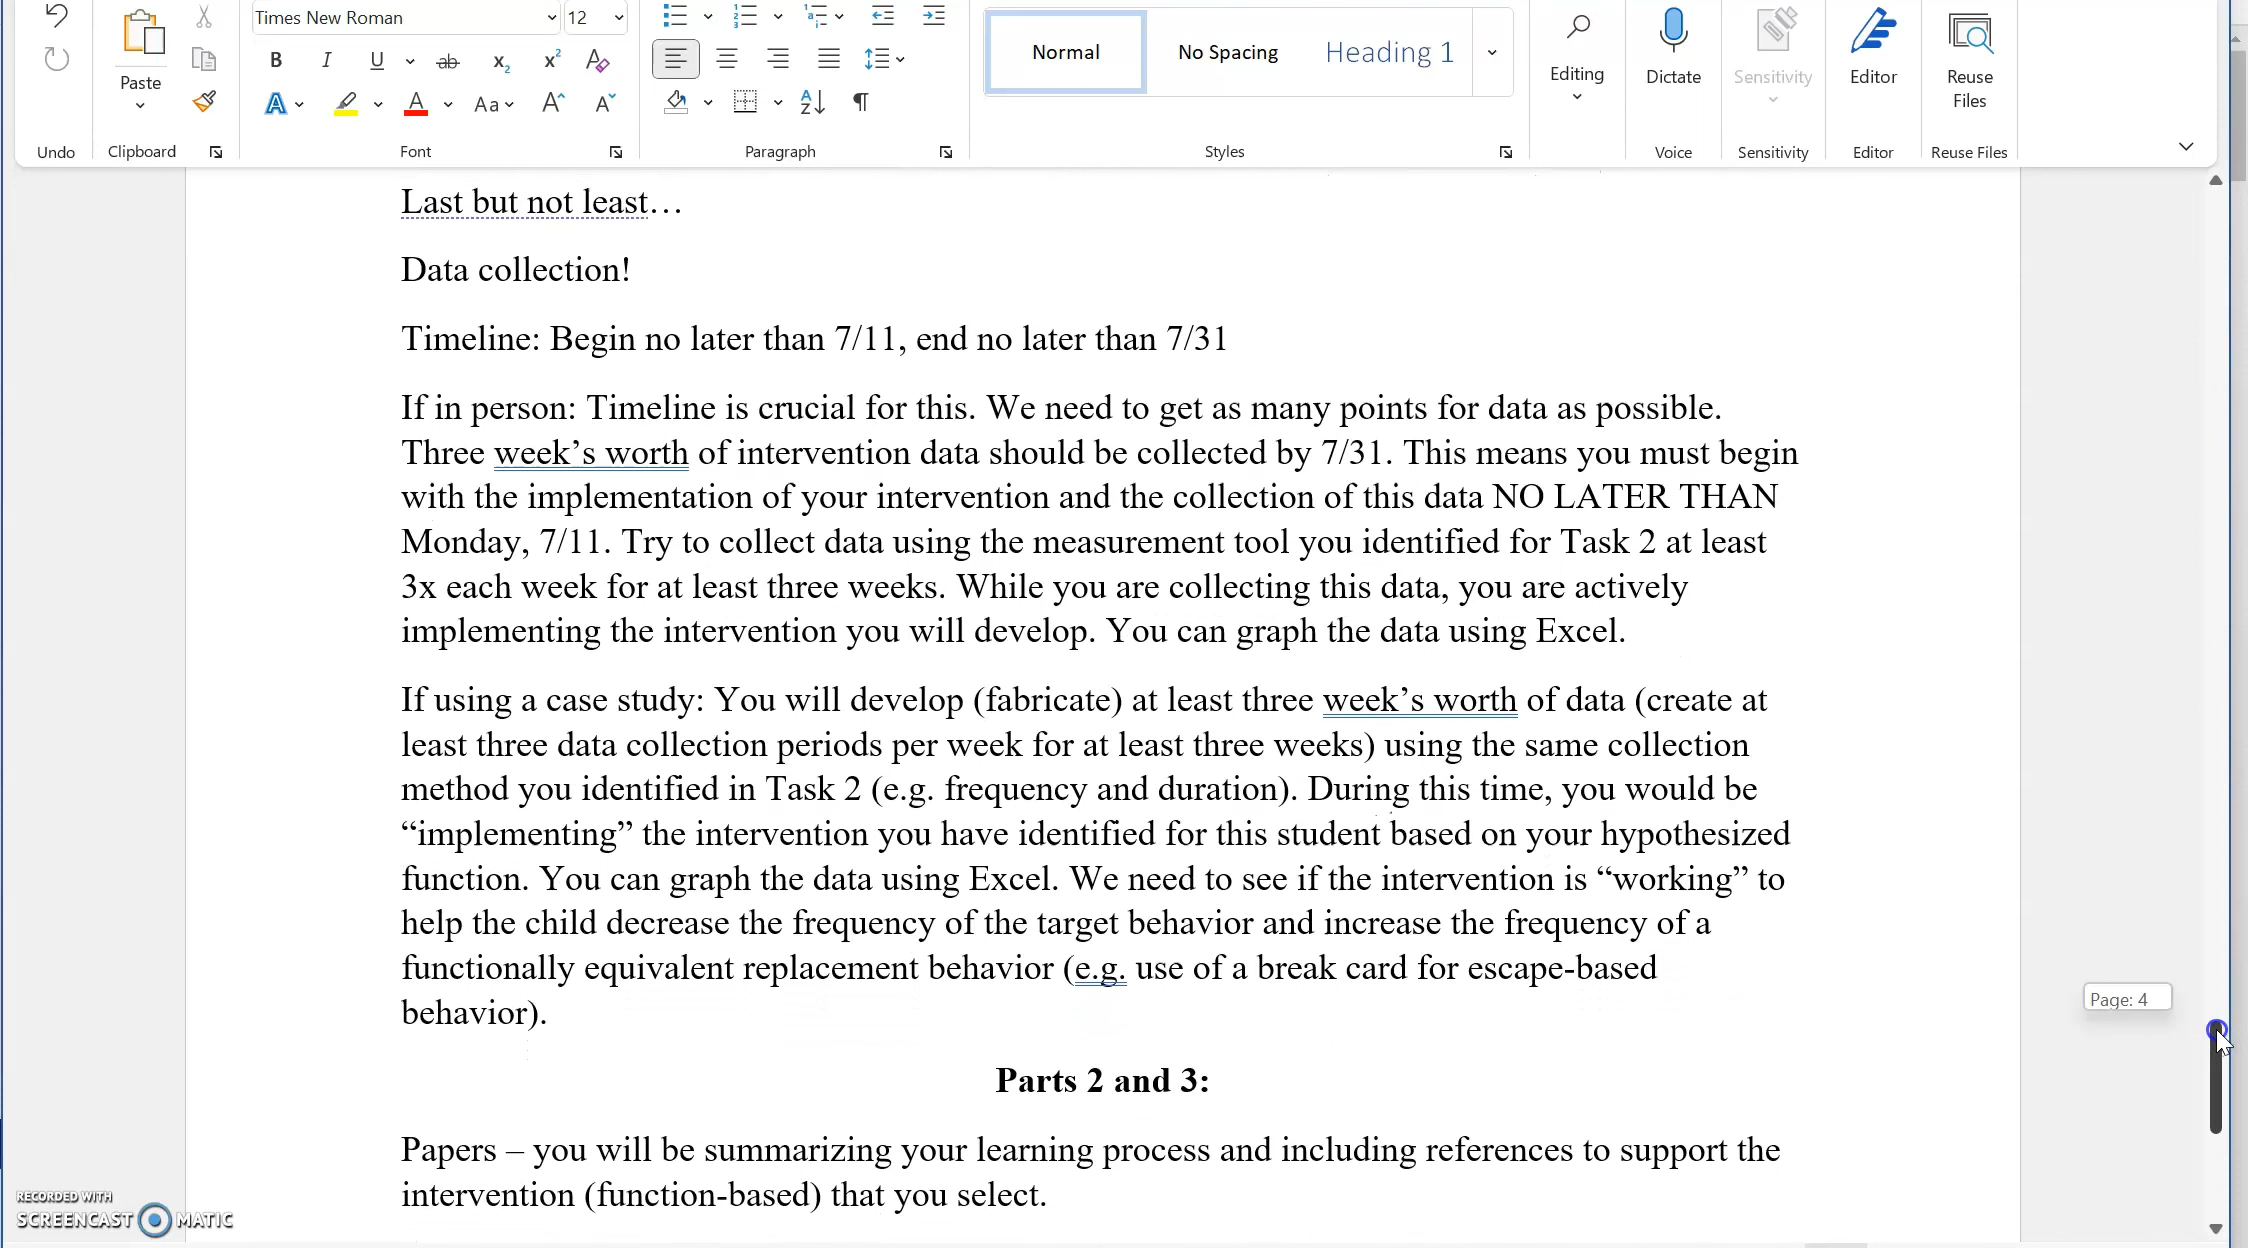 Times New Roman
12
Normal
No Spacing
Heading 1
Paste
Editing
Dictate
Sensitivity
Editor
Reuse
Files
Undo
Clipboard
Font
Paragraph
Styles
Voice
Sensitivity
Editor
Reuse Files
Last but not least…
Data collection!
Timeline: Begin no later than 7/11, end no later than 7/31
If in person: Timeline is crucial for this. We need to get as many points for data as possible.
Three week’s worth of intervention data should be collected by 7/31. This means you must begin
with the implementation of your intervention and the collection of this data NO LATER THAN
Monday, 7/11. Try to collect data using the measurement tool you identified for Task 2 at least
3x each week for at least three weeks. While you are collecting this data, you are actively
implementing the intervention you will develop. You can graph the data using Excel.
If using a case study: You will develop (fabricate) at least three week’s worth of data (create at
least three data collection periods per week for at least three weeks) using the same collection
method you identified in Task 2 (e.g. frequency and duration). During this time, you would be
“implementing” the intervention you have identified for this student based on your hypothesized
function. You can graph the data using Excel. We need to see if the intervention is “working” to
help the child decrease the frequency of the target behavior and increase the frequency of a
functionally equivalent replacement behavior (e.g. use of a break card for escape-based
behavior).
Page: 4
Parts 2 and 3:
Papers – you will be summarizing your learning process and including references to support the
intervention (function-based) that you select.
RECORDED WITH
SCREENCAST MATIC